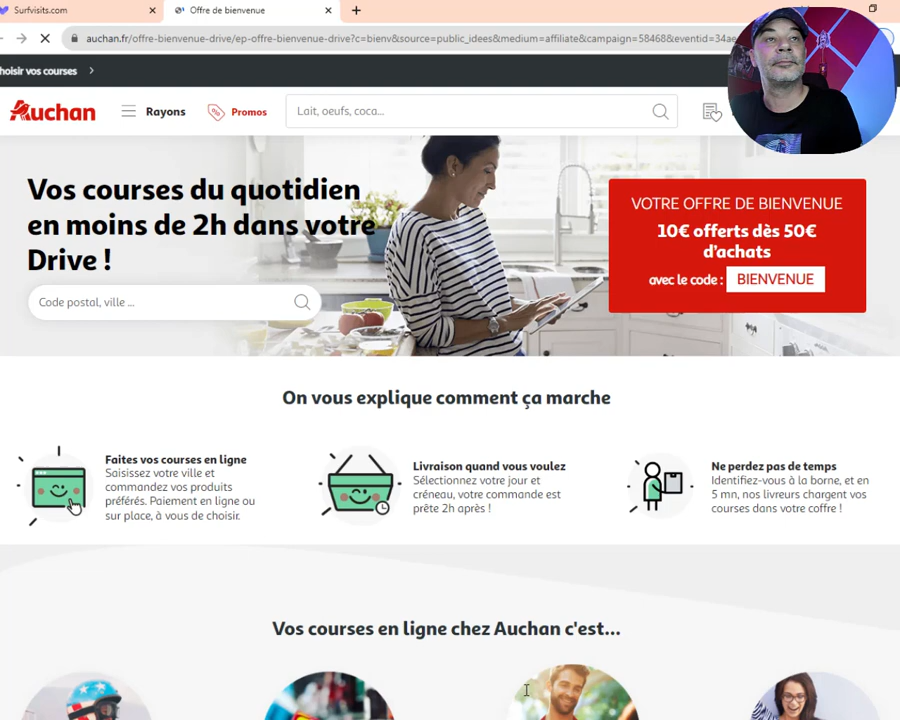 Surfvisits.com
Offre de bienvenue
auchan.fr/offre-bienvenue-drive/ep-offre-bienvenue-drive?c=bienv&source=public_idees&medium=affiliate&campaign=58468&eventid=34ae
hoisir vos courses
Auchan
Rayons
Promos
Lait, oeufs, coca...
Vos courses du quotidien
en moins de 2h dans votre
Drive !
Code postal, ville ...
VOTRE OFFRE DE BIENVENUE
10€ offerts dès 50€
d'achats
avec le code : BIENVENUE
On vous explique comment ça marche
Faites vos courses en ligne
Saisissez votre ville et
commandez vos produits
préférés. Paiement en ligne ou
sur place, à vous de choisir.
Livraison quand vous voulez
Sélectionnez votre jour et
créneau, votre commande est
prête 2h après !
Ne perdez pas de temps
Identifiez-vous à la borne, et en
5 mn, nos livreurs chargent vos
courses dans votre coffre !
Vos courses en ligne chez Auchan c'est...